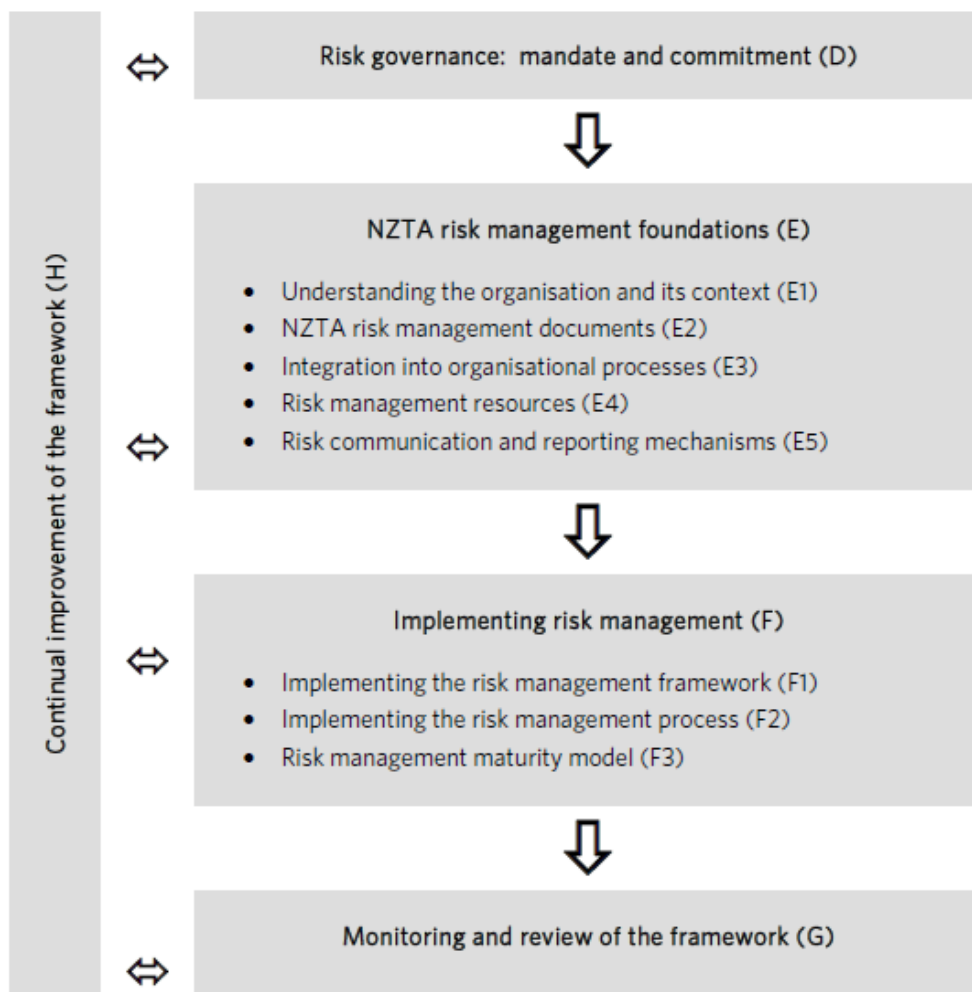 Continual improvement of the framework (H)
Risk governance:  mandate and commitment (D)
NZTA risk management foundations (E)
• Understanding the organisation and its context (E1)
• NZTA risk management documents (E2)
• Integration into organisational processes (E3)
• Risk management resources (E4)
• Risk communication and reporting mechanisms (E5)
Implementing risk management (F)
• Implementing the risk management framework (F1)
• Implementing the risk management process (F2)
• Risk management maturity model (F3)
Monitoring and review of the framework (G)